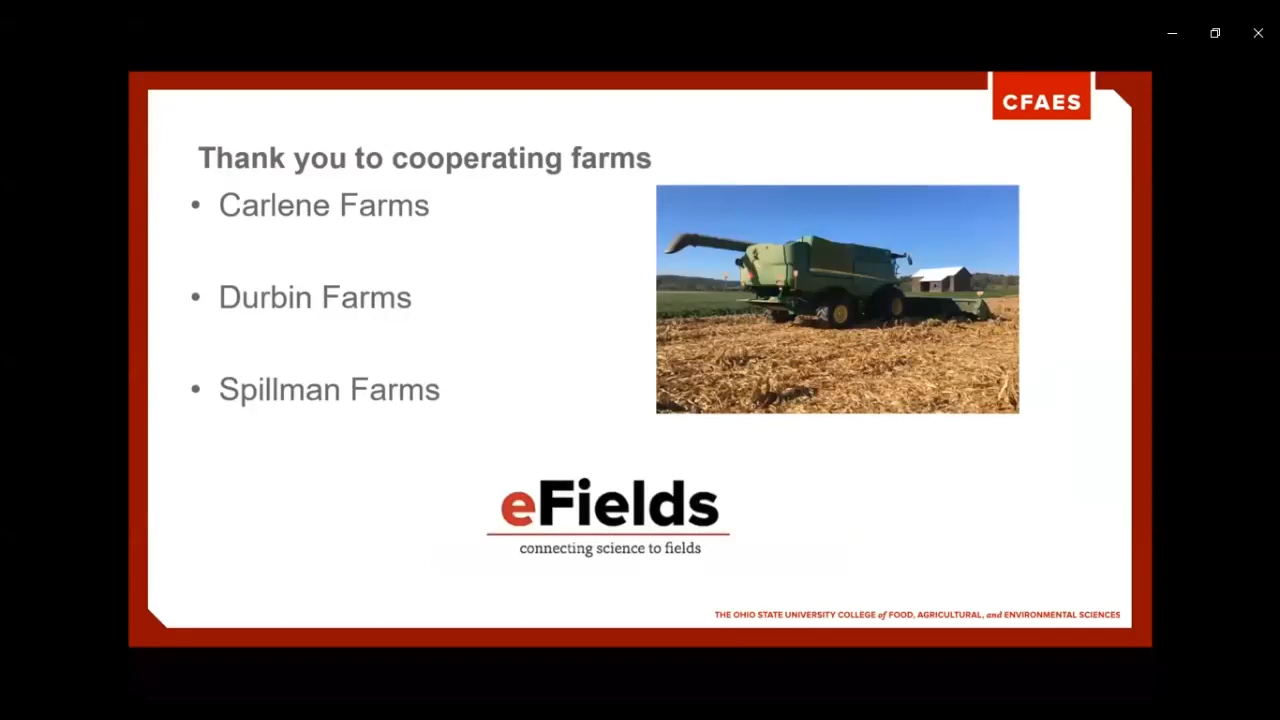 CFAES
Thank you to cooperating farms
• Carlene Farms
• Durbin Farms
• Spillman Farms
eFields
connecting science to fields
THE OHIO STATE UNIVERSITY COLLEGE of FOOD, AGRICULTURAL, and ENVIRONMENTAL SCIENCES